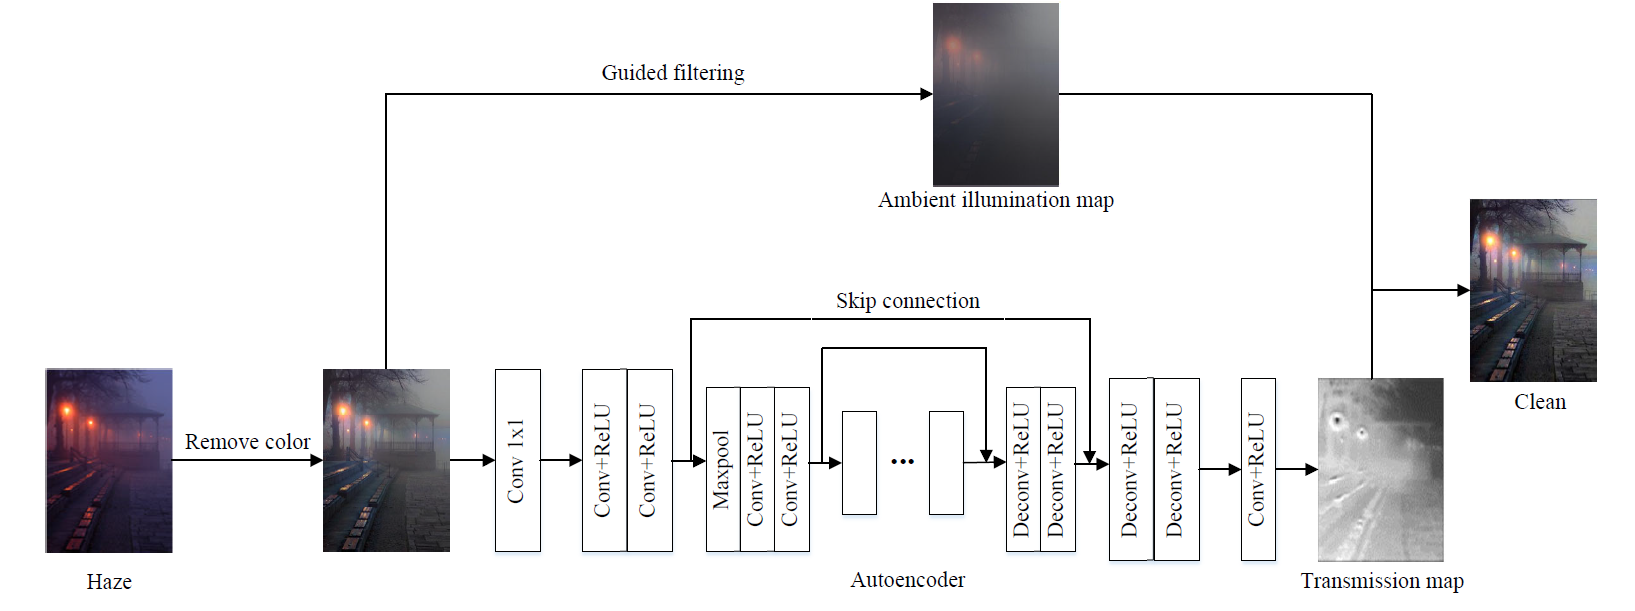 Guided filtering
Ambient illumination map
Skip connection
Clean
Remove color
Conv 1x1
Conv+ReLU
Conv+ReLU
Maxpool
Conv+ReLU
Conv+ReLU
...
Deconv+ReLU
Deconv+ReLU
Deconv+ReLU
Deconv+ReLU
Conv+ReLU
Haze
Autoencoder
Transmission map